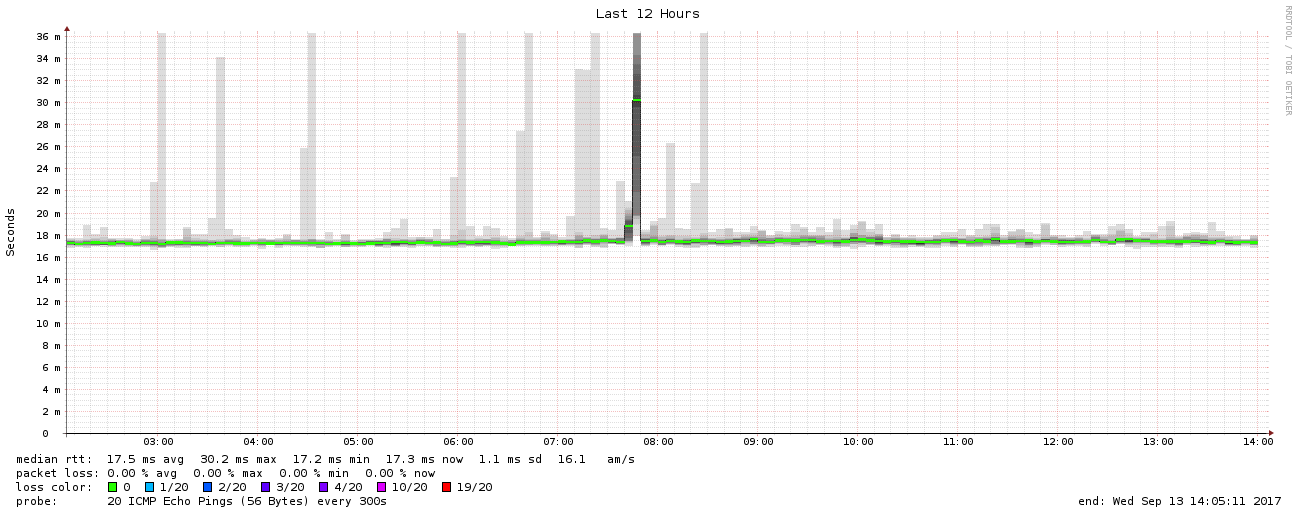 Last 12 Hours
RRDTOOL / TOBI OETIKER
Seconds
36 m
34 m
32 m
30 m
28 m
26 m
24 m
22 m
20 m
18 m
16 m
14 m
12 m
10 m
8 m
6 m
4 m
2 m
0
03:00 04:00 05:00 06:00 07:00 08:00 09:00 10:00 11:00 12:00 13:00 14:00
median rtt: 17.5 ms avg 30.2 ms max 17.2 ms min 17.3 ms now 1.1 ms sd 16.1 am/s
packet loss: 0.00 % avg 0.00 % max 0.00 % min 0.00 % now
loss color: 0 1/20 2/20 3/20 4/20 10/20 19/20
probe: 20 ICMP Echo Pings (56 Bytes) every 300s end: Wed Sep 13 14:05:11 2017